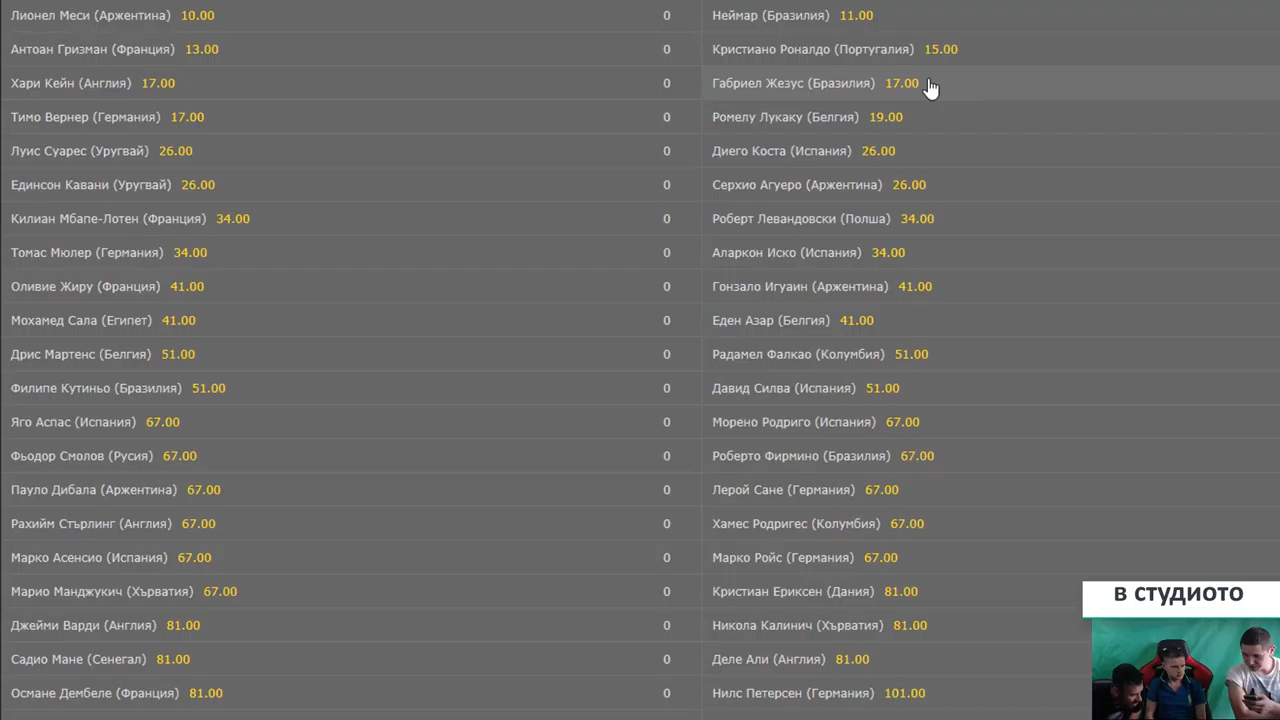 Лионел Меси (Аржентина) 10.00 0 Неймар (Бразилия) 11.00
Антоан Гризман (Франция) 13.00 0 Кристиано Роналдо (Португалия) 15.00
Хари Кейн (Англия) 17.00 0 Габриел Жезус (Бразилия) 17.00
Тимо Вернер (Германия) 17.00 0 Ромелу Лукаку (Белгия) 19.00
Луис Суарес (Уругвай) 26.00 0 Диего Коста (Испания) 26.00
Единсон Кавани (Уругвай) 26.00 0 Серхио Агуеро (Аржентина) 26.00
Килиан Мбапе-Лотен (Франция) 34.00 0 Роберт Левандовски (Полша) 34.00
Томас Мюлер (Германия) 34.00 0 Аларкон Иско (Испания) 34.00
Оливие Жиру (Франция) 41.00 0 Гонзало Игуаин (Аржентина) 41.00
Мохамед Сала (Египет) 41.00 0 Еден Азар (Белгия) 41.00
Дрис Мартенс (Белгия) 51.00 0 Радамел Фалкао (Колумбия) 51.00
Филипе Кутиньо (Бразилия) 51.00 0 Давид Силва (Испания) 51.00
Яго Аспас (Испания) 67.00 0 Морено Родриго (Испания) 67.00
Фьодор Смолов (Русия) 67.00 0 Роберто Фирмино (Бразилия) 67.00
Пауло Дибала (Аржентина) 67.00 0 Лерой Сане (Германия) 67.00
Рахийм Стърлинг (Англия) 67.00 0 Хамес Родригес (Колумбия) 67.00
Марко Асенсио (Испания) 67.00 0 Марко Ройс (Германия) 67.00
Марио Манджукич (Хърватия) 67.00 0 Кристиан Ериксен (Дания) 81.00
Джейми Варди (Англия) 81.00 0 Никола Калинич (Хърватия) 81.00
Садио Мане (Сенегал) 81.00 0 Деле Али (Англия) 81.00
Османе Дембеле (Франция) 81.00 0 Нилс Петерсен (Германия) 101.00
в студиото